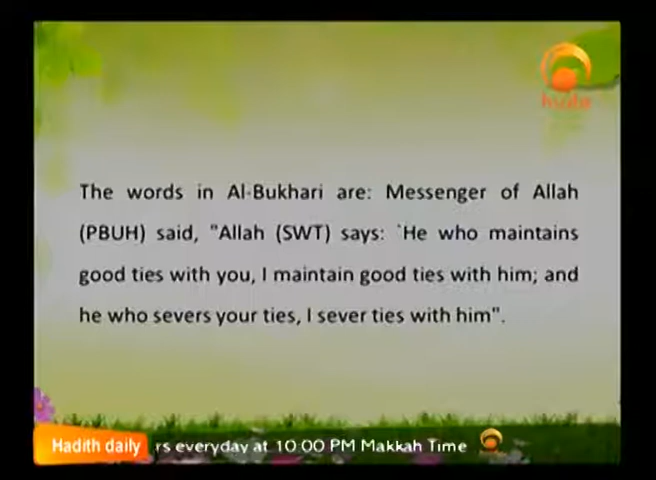 huda
The words in Al-Bukhari are: Messenger of Allah
(PBUH) said, "Allah (SWT) says: `He who maintains
good ties with you, I maintain good ties with him; and
he who severs your ties, I sever ties with him".
Hadith daily rs everyday at 10:00 PM Makkah Time